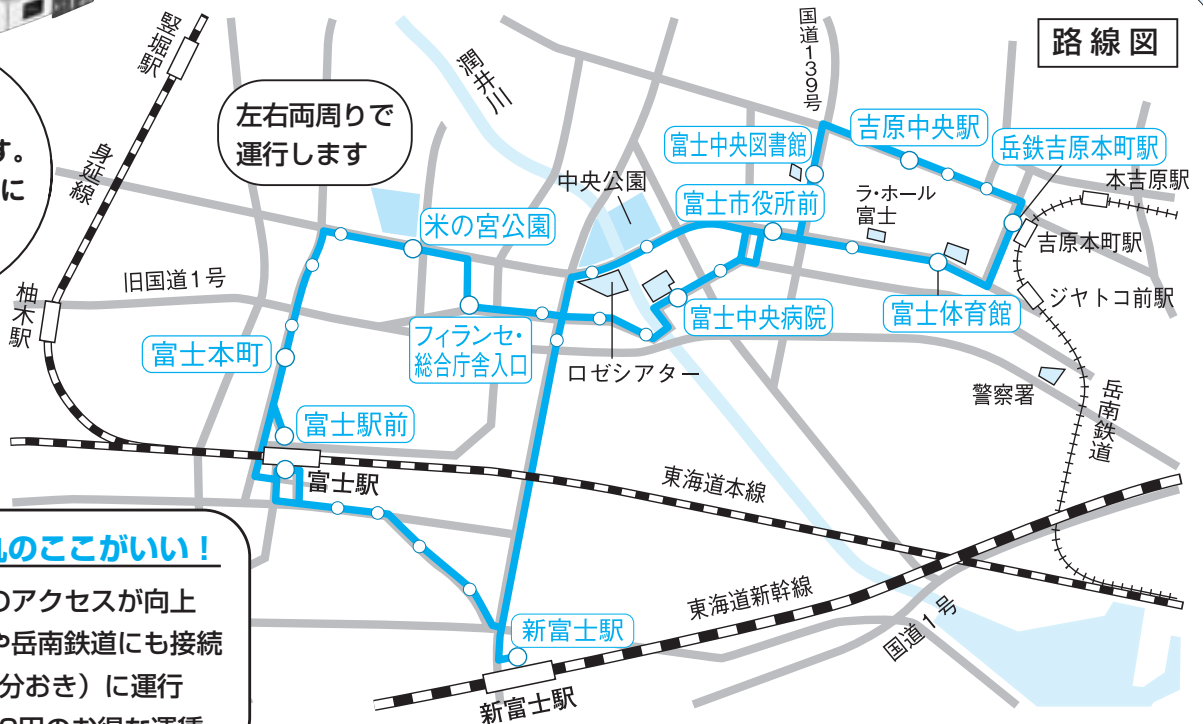 路線図
竪堀駅
身延線
す。
に
左右両周りで
運行します
潤井川
国道139号
吉原中央駅
富士中央図書館
岳鉄吉原本町駅
本吉原駅
中央公園
富士市役所前
ラ・ホール
富士
吉原本町駅
米の宮公園
旧国道1号
柚木駅
ジヤトコ前駅
富士体育館
富士中央病院
フィランセ・
総合庁舎入口
ロゼシアター
富士本町
警察署
岳南鉄道
富士駅前
富士駅
東海道本線
のここがいい!
のアクセスが向上
や岳南鉄道にも接続
分おき)に運行
円のお得な運賃
東海道新幹線
国道1号
新富士駅
新富士駅